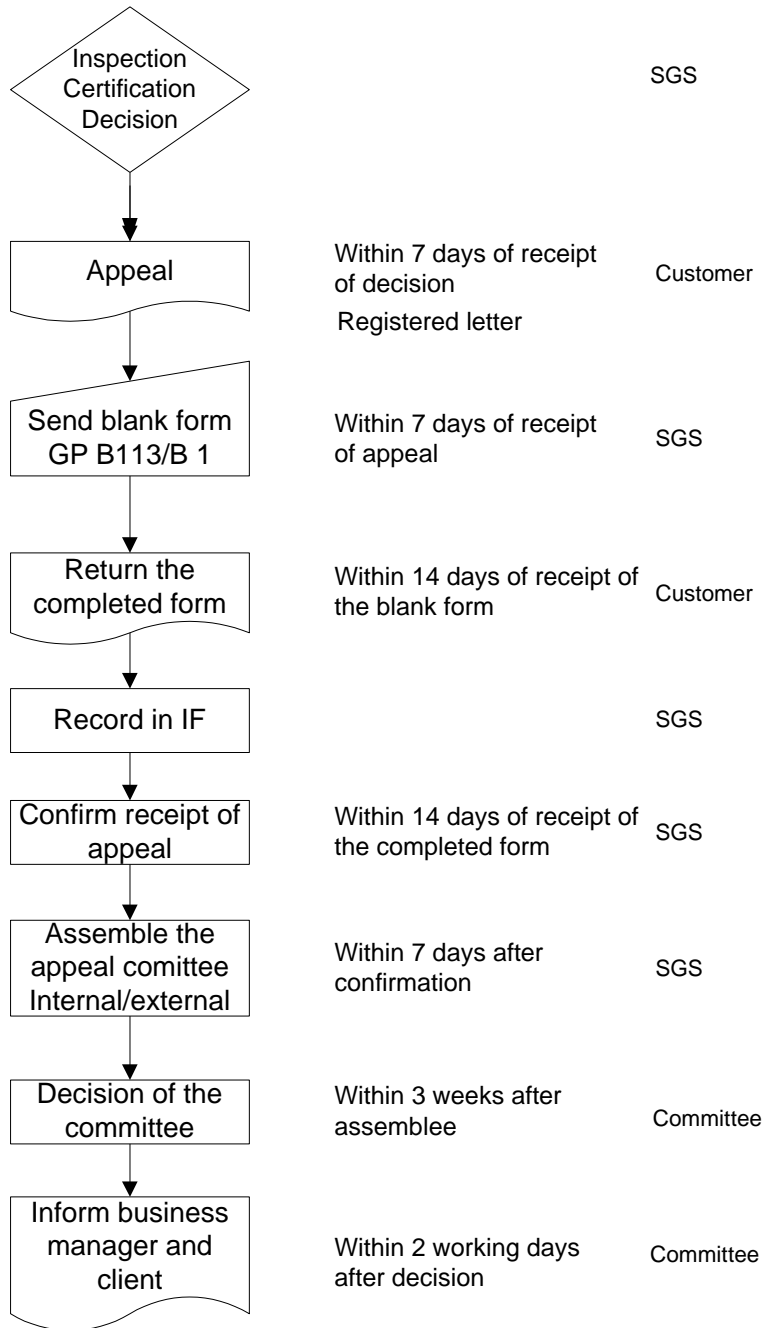 Inspection
Certification
Decision
SGS
Appeal
Within 7 days of receipt
of decision
Registered letter
Customer
Send blank form
GP B113/B 1
Within 7 days of receipt
of appeal
SGS
Return the
completed form
Within 14 days of receipt of
the blank form
Customer
Record in IF
SGS
Confirm receipt of
appeal
Within 14 days of receipt of
the completed form
SGS
Assemble the
appeal comittee
Internal/external
Within 7 days after
confirmation
SGS
Decision of the
committee
Within 3 weeks after
assemblee
Committee
Inform business
manager and
client
Within 2 working days
after decision
Committee